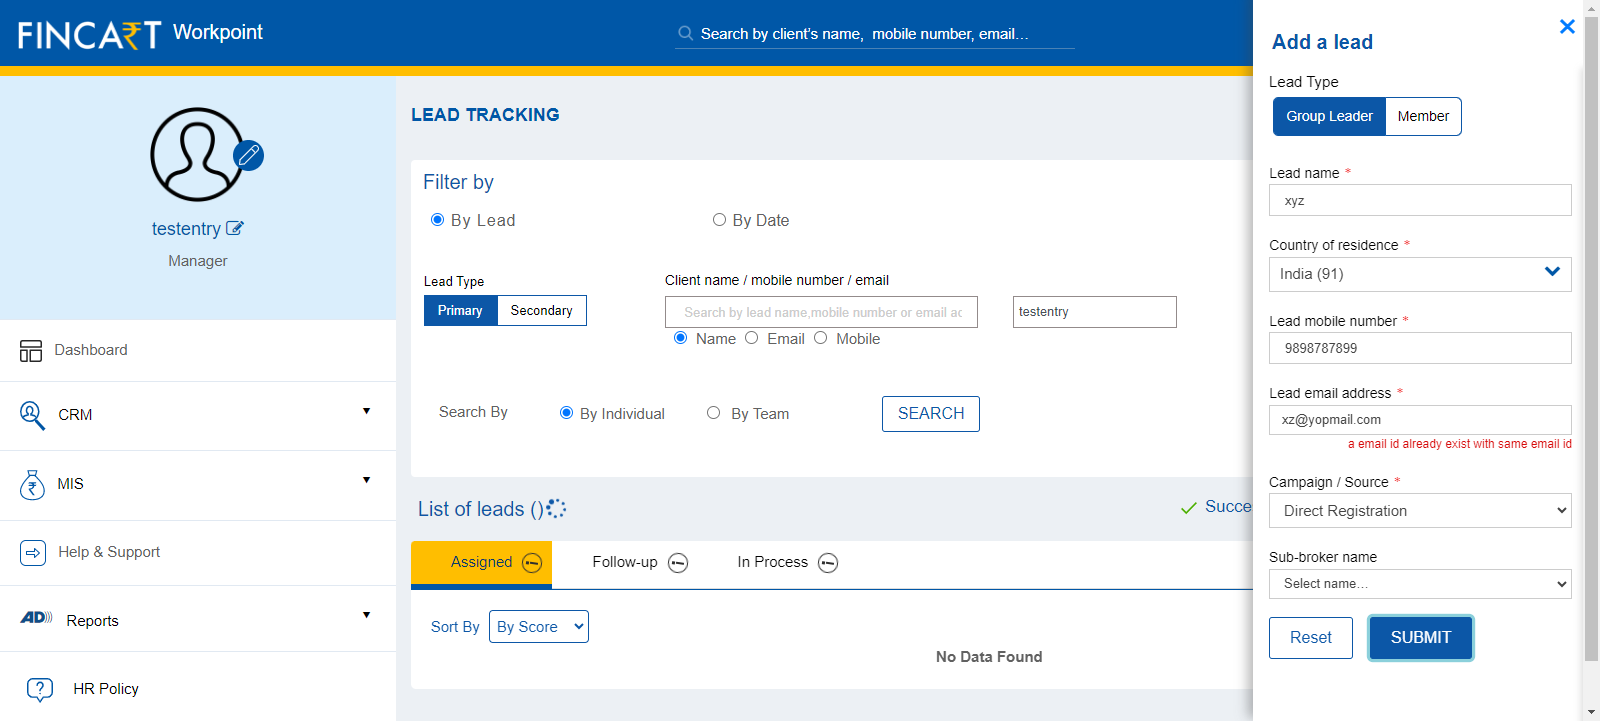 FINCART Workpoint
Search by client's name, mobile number, email...
testentry
Manager
Dashboard
CRM
MIS
Help & Support
AD
Reports
HR Policy
LEAD TRACKING
Filter by
By Lead
By Date
Lead Type
Primary
Secondary
Client name / mobile number / email
Search by lead name,mobile number or email ac
testentry
Name
Email
Mobile
Search By
By Individual
By Team
SEARCH
List of leads ()
Succe
Assigned
Follow-up
In Process
Sort By
By Score
No Data Found
Add a lead
Lead Type
Group Leader
Member
Lead name *
xyz
Country of residence *
India (91)
Lead mobile number *
9898787899
Lead email address *
xz@yopmail.com
a email id already exist with same email id
Campaign / Source *
Direct Registration
Sub-broker name
Select name...
Reset
SUBMIT